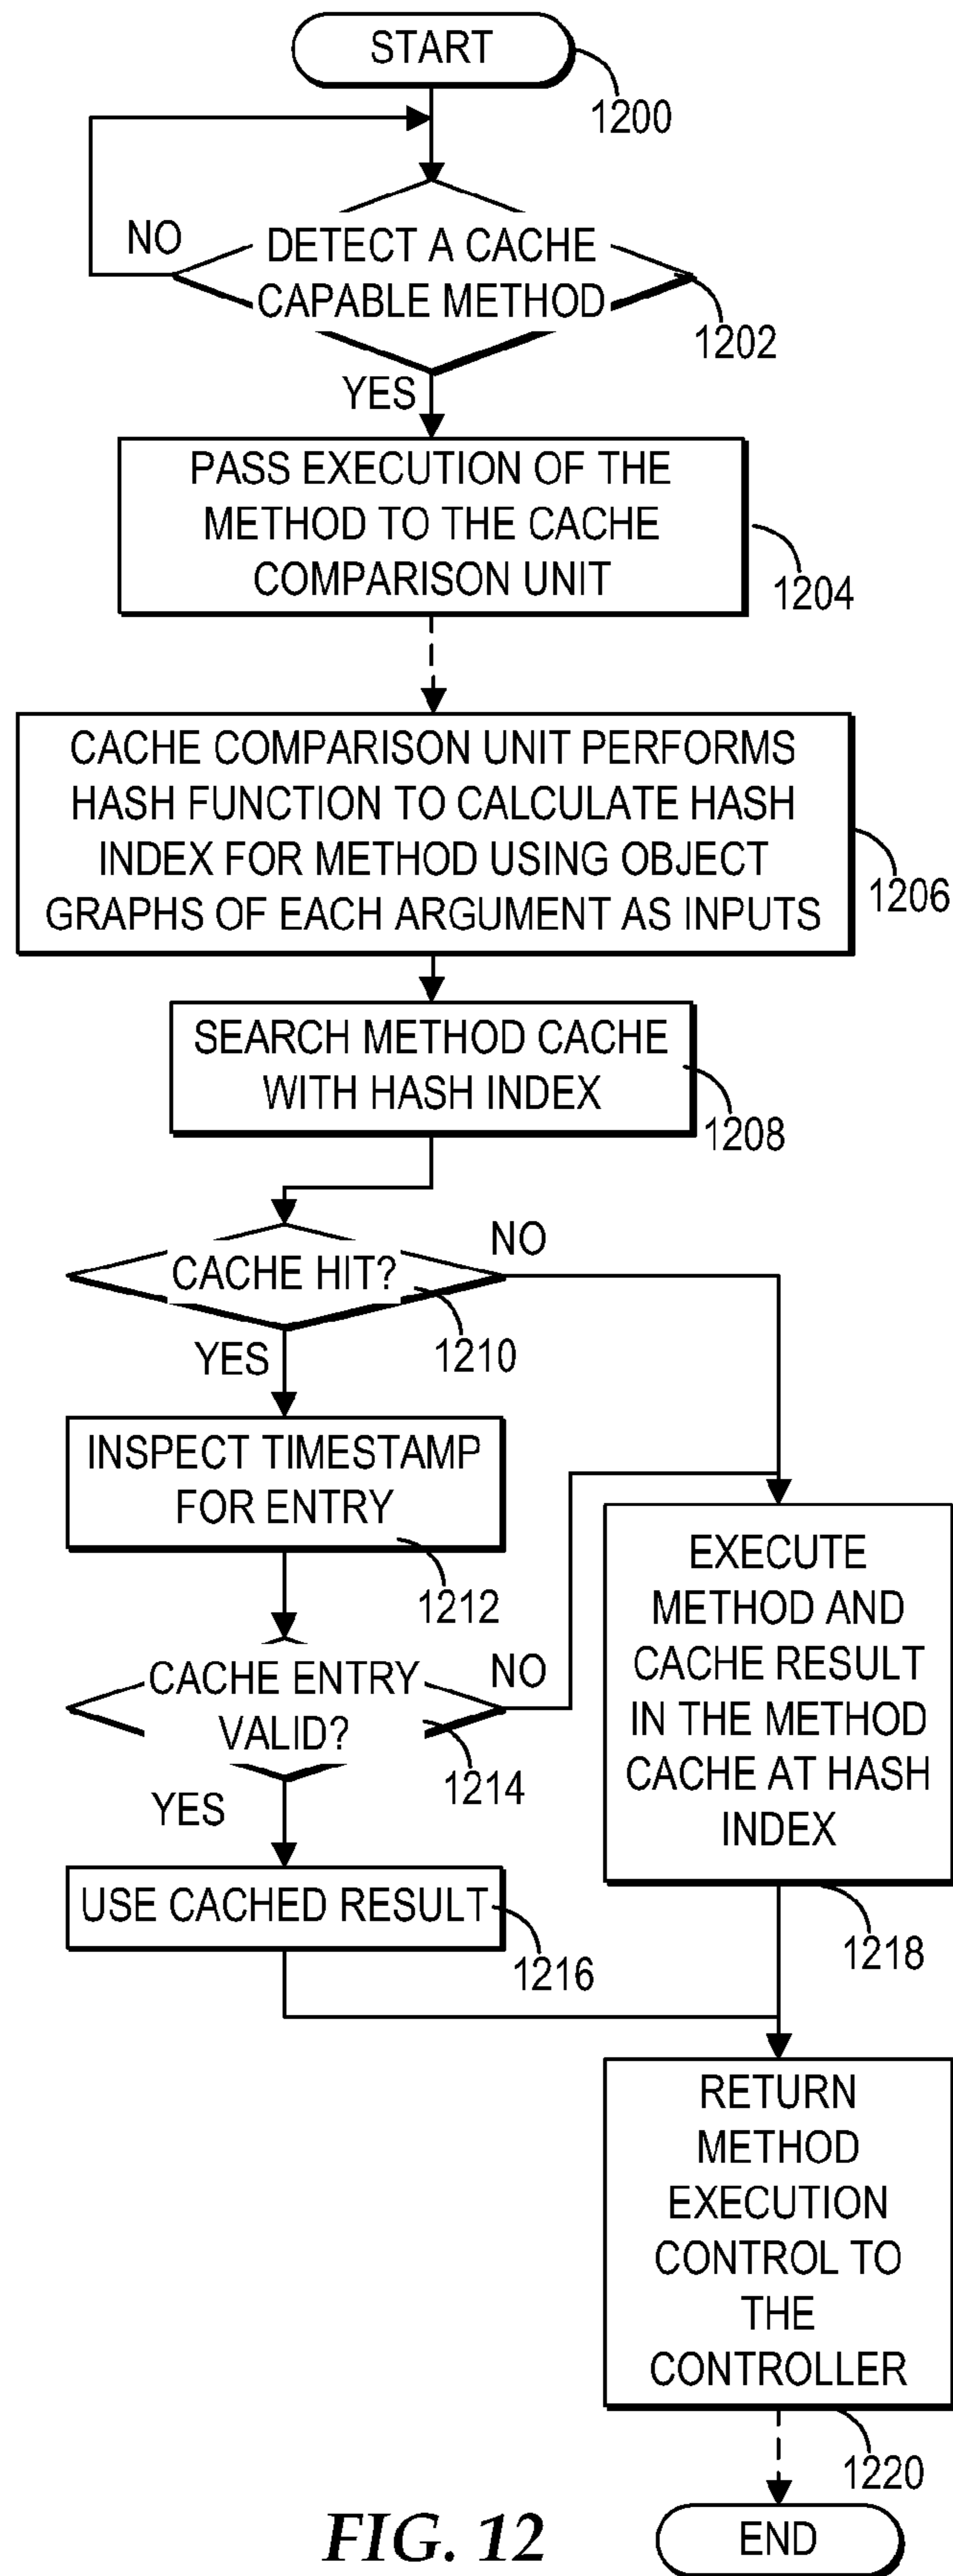 START
1200
NO
DETECT A CACHE
CAPABLE METHOD
1202
YES
PASS EXECUTION OF THE
METHOD TO THE CACHE
COMPARISON UNIT
1204
CACHE COMPARISON UNIT PERFORMS
HASH FUNCTION TO CALCULATE HASH
INDEX FOR METHOD USING OBJECT
GRAPHS OF EACH ARGUMENT AS INPUTS
1206
SEARCH METHOD CACHE
WITH HASH INDEX
1208
CACHE HIT?
NO
1210
YES
INSPECT TIMESTAMP
FOR ENTRY
1212
CACHE ENTRY
VALID?
NO
1214
YES
USE CACHED RESULT
1216
EXECUTE
METHOD AND
CACHE RESULT
IN THE METHOD
CACHE AT HASH
INDEX
1218
RETURN
METHOD
EXECUTION
CONTROL TO
THE
CONTROLLER
1220
END
FIG. 12